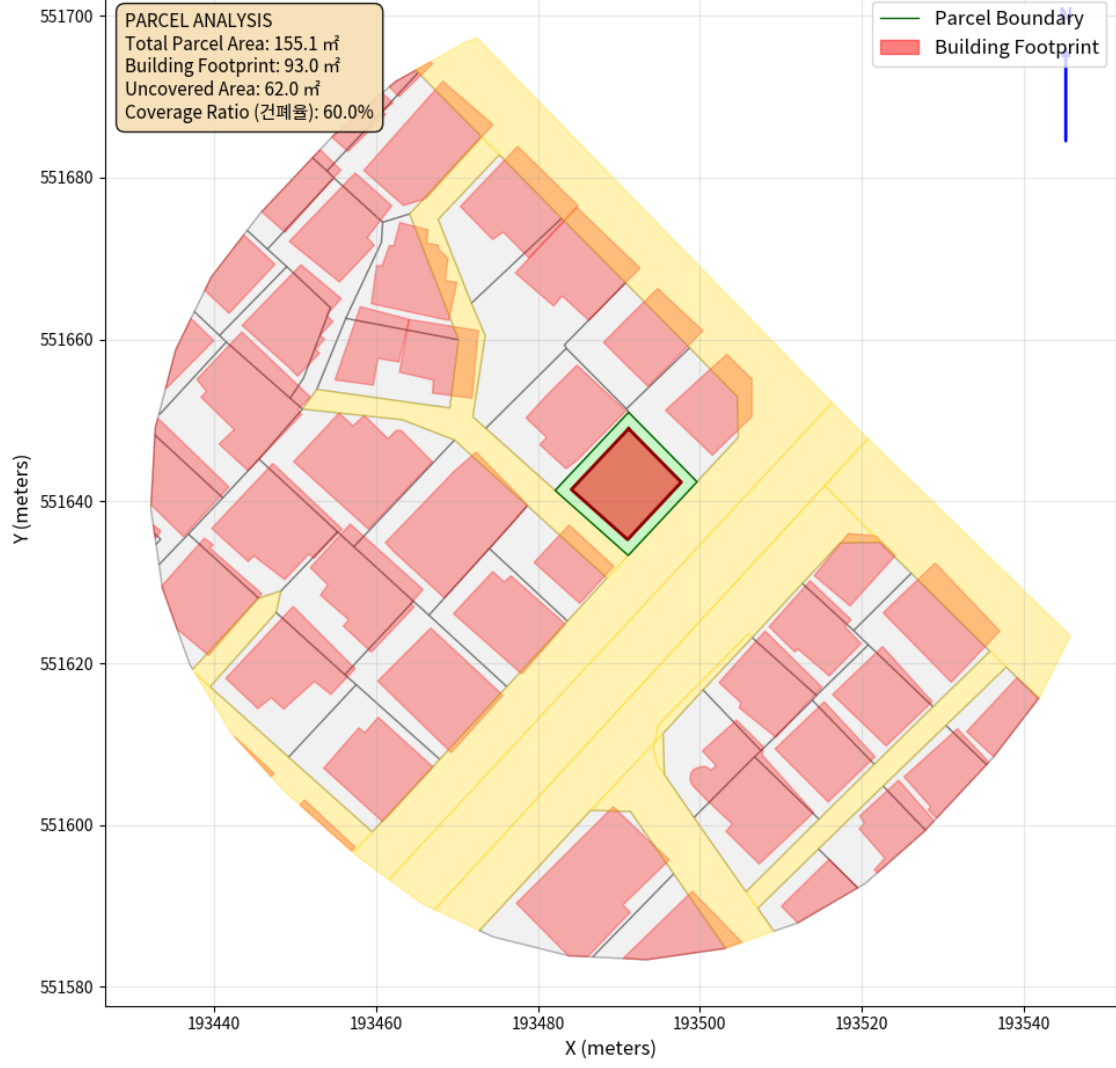 PARCEL ANALYSIS
Total Parcel Area: 155.1 ㎡
Building Footprint: 93.0 ㎡
Uncovered Area: 62.0 ㎡
Coverage Ratio (건폐율): 60.0%
N
Parcel Boundary
Building Footprint
551700
551680
551660
551640
551620
551600
551580
Y (meters)
193440
193460
193480
193500
193520
193540
X (meters)